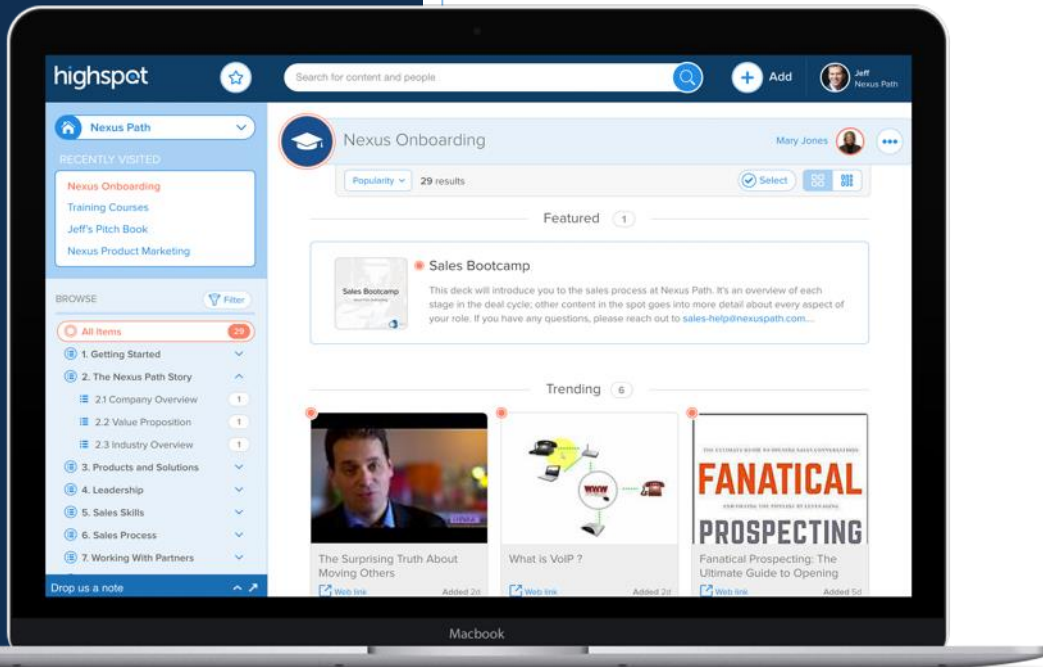 highspot
Search for content and people
Add
Jeff
Nexus Path
Nexus Path
RECENTLY VISITED
Nexus Onboarding
Training Courses
Jeff's Pitch Book
Nexus Product Marketing
BROWSE
Filter
All Items 29
1. Getting Started
2. The Nexus Path Story
2.1 Company Overview 1
2.2 Value Proposition 1
2.3 Industry Overview 1
3. Products and Solutions
4. Leadership
5. Sales Skills
6. Sales Process
7. Working With Partners
Drop us a note
Nexus Onboarding
Mary Jones
Popularity
29 results
Select
Featured 1
Sales Bootcamp
Sales Bootcamp
This deck will introduce you to the sales process at Nexus Path. It's an overview of each
stage in the deal cycle; other content in the spot goes into more detail about every aspect of
your role. If you have any questions, please reach out to sales-help@nexuspath.com....
Trending 6
The Surprising Truth About
Moving Others
Web link Added 2d
WWW
What is VoIP ?
Web link Added 2d
THE ULTIMATE GUIDE TO OPENING SALES CONVERSATIONS
FANATICAL
PROSPECTING
Fanatical Prospecting: The
Ultimate Guide to Opening
Web link Added 5d
Macbook